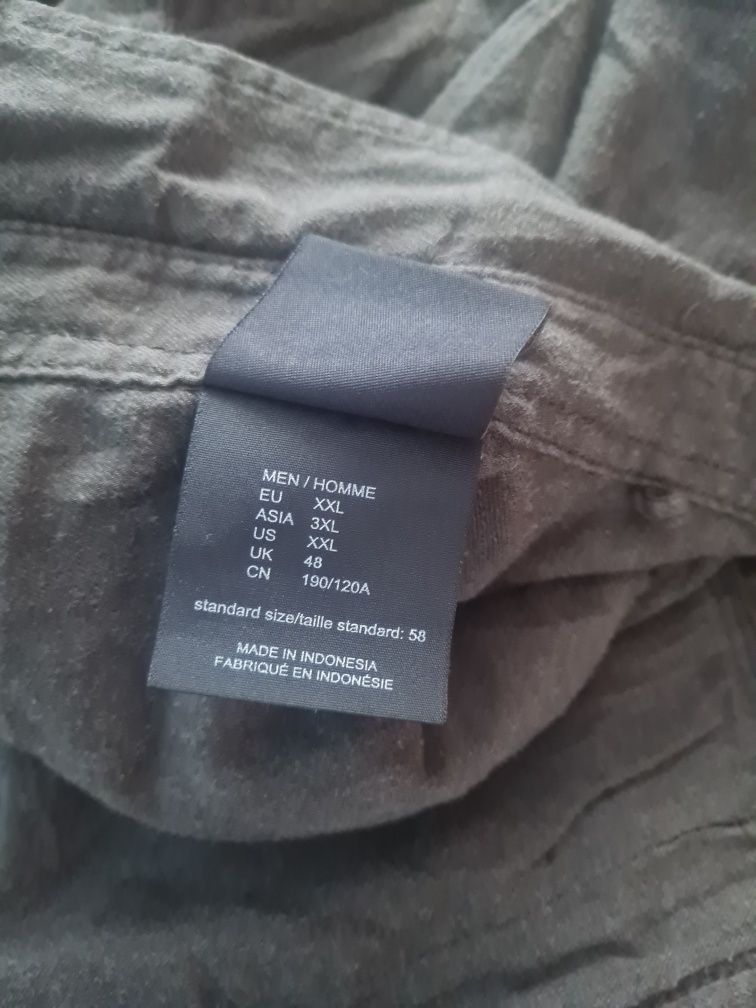 MEN / HOMME
EU XXL
ASIA 3XL
US XXL
UK 48
CN 190/120A
standard size/taille standard: 58
MADE IN INDONESIA
FABRIQUÉ EN INDONÉSIE